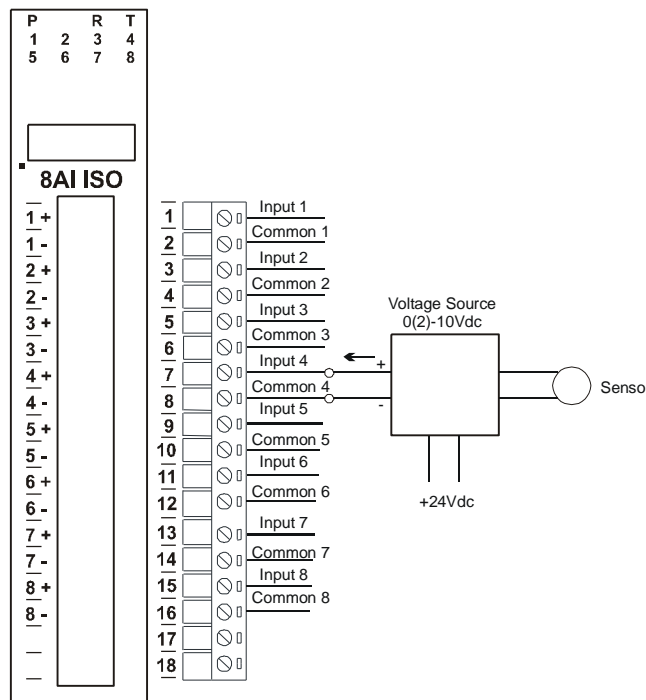 P R T
1 2 3 4
5 6 7 8
8AI ISO
1 +
1 -
2 +
2 -
3 +
3 -
4 +
4 -
5 +
5 -
6 +
6 -
7 +
7 -
8 +
8 -
1 Input 1
2 Common 1
3 Input 2
4 Common 2
5 Input 3
6 Common 3
7 Input 4
8 Common 4
9 Input 5
10 Common 5
11 Input 6
12 Common 6
13 Input 7
14 Common 7
15 Input 8
16 Common 8
17
18
Voltage Source
0(2)-10Vdc
+
-
+24Vdc
Senso